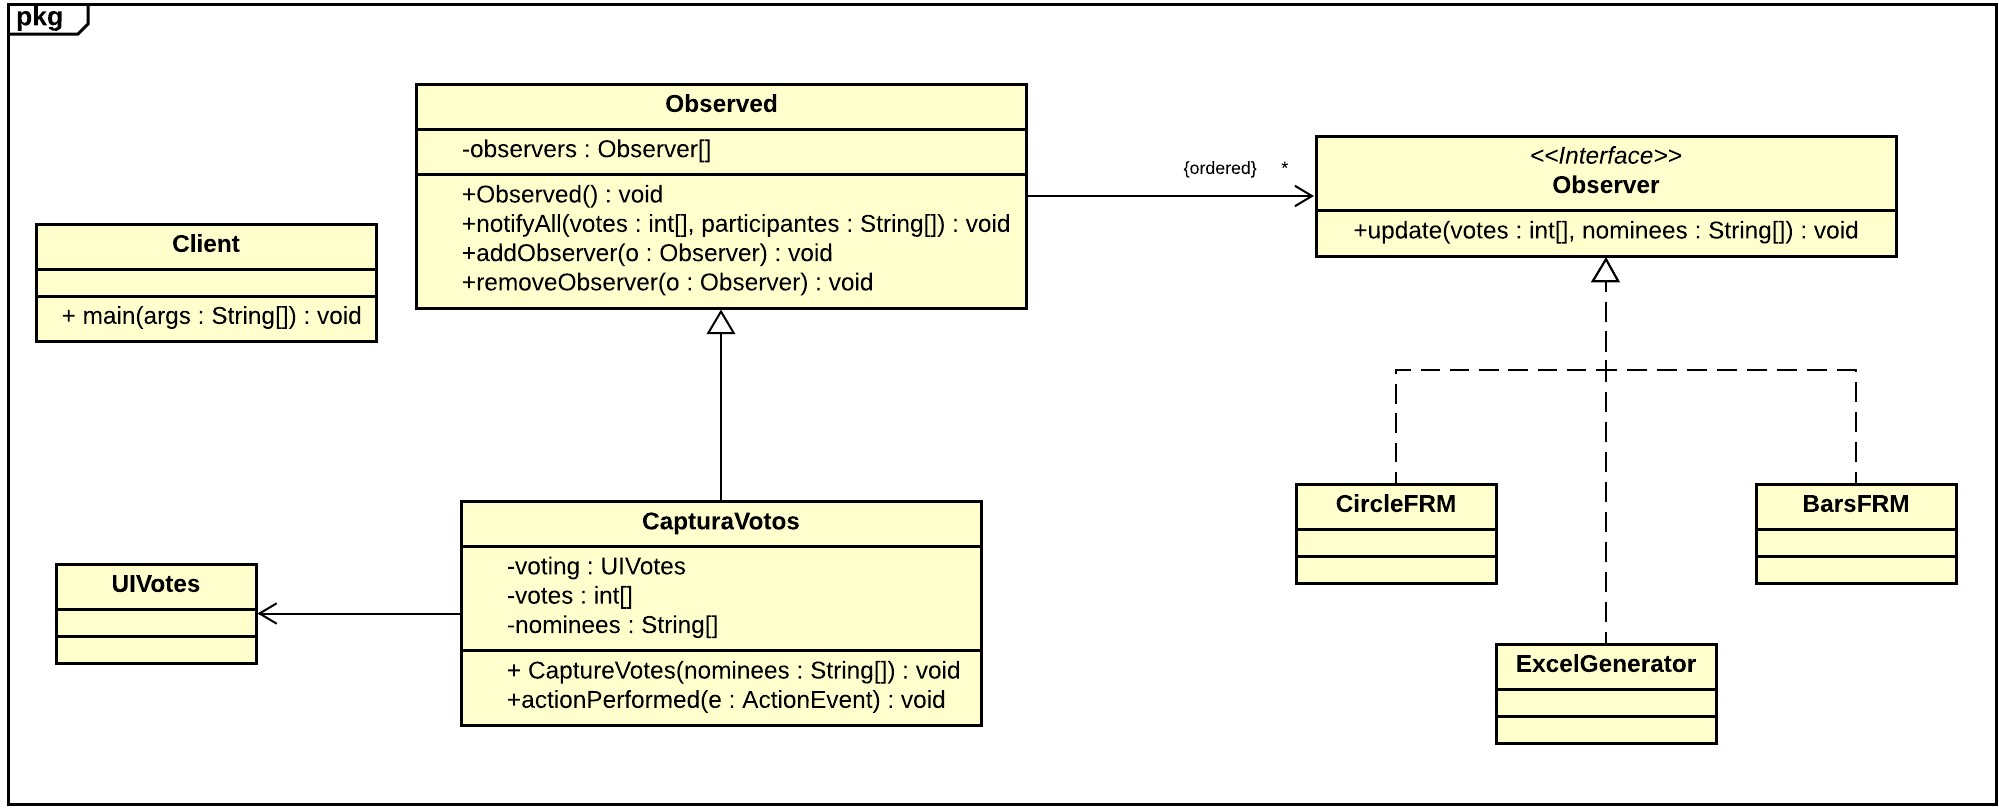 pkg
Observed
-observers : Observer[]
+Observed() : void
+notifyAll(votes : int[], participantes : String[]) : void
+addObserver(o : Observer) : void
+removeObserver(o : Observer) : void
{ordered} *
<<Interface>>
Observer
+update(votes : int[], nominees : String[]) : void
Client
+ main(args : String[]) : void
CapturaVotos
-voting : UIVotes
-votes : int[]
-nominees : String[]
+ CaptureVotes(nominees : String[]) : void
+actionPerformed(e : ActionEvent) : void
UIVotes
CircleFRM
BarsFRM
ExcelGenerator